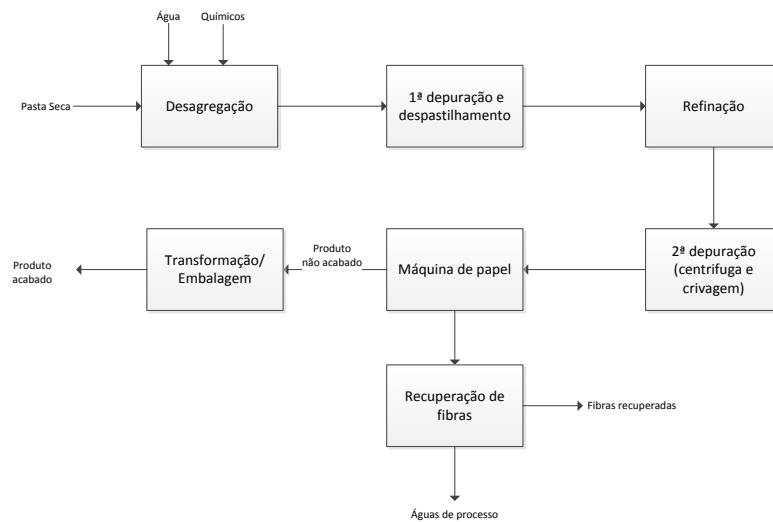 Água
Químicos
Pasta Seca
Desagregação
1ª depuração e
despastilhamento
Refinação
Produto
acabado
Transformação/
Embalagem
Produto
não acabado
Máquina de papel
2ª depuração
(centrifuga e
crivagem)
Recuperação de
fibras
Fibras recuperadas
Águas de processo